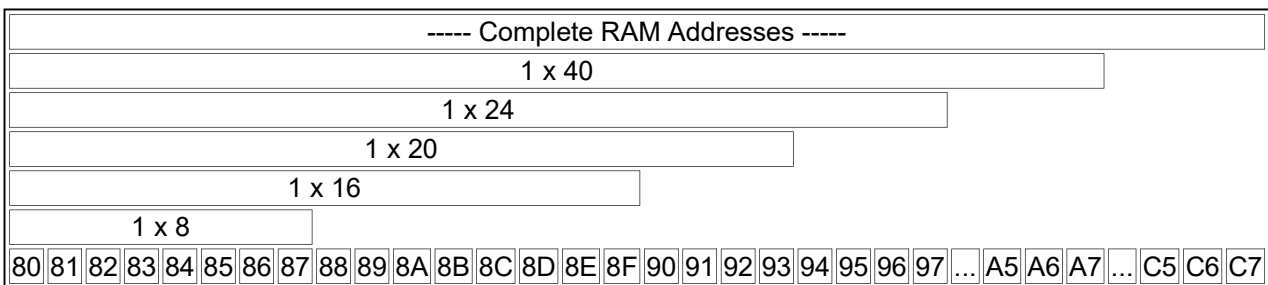 ----- Complete RAM Addresses -----
1 x 40
1 x 24
1 x 20
1 x 16
1 x 8
80 81 82 83 84 85 86 87 88 89 8A 8B 8C 8D 8E 8F 90 91 92 93 94 95 96 97 ... A5 A6 A7 ... C5 C6 C7